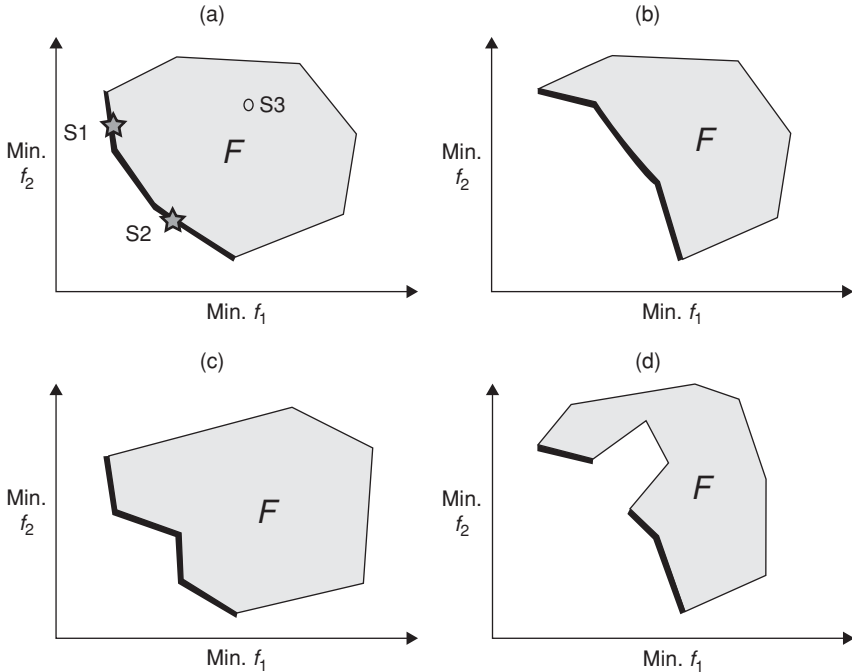 (a)
Min.
f2
S1
S2
S3
F
Min. f1
(b)
Min.
f2
F
Min. f1
(c)
Min.
f2
F
Min. f1
(d)
Min.
f2
F
Min. f1